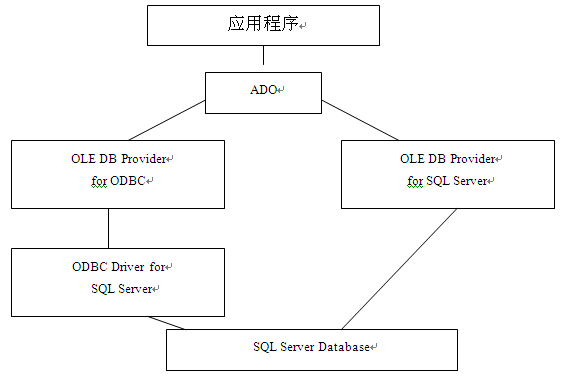 应用程序
ADO
OLE DB Provider
for ODBC
OLE DB Provider
for SQL Server
ODBC Driver for
SQL Server
SQL Server Database